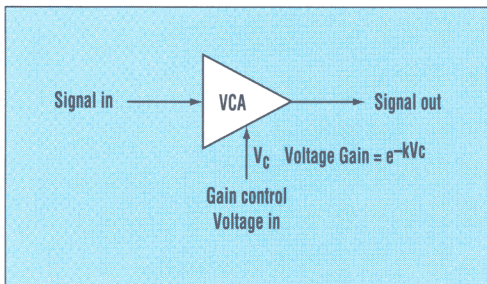 Signal in
VCA
Signal out
Vc Voltage Gain = e–kVc
Gain control
Voltage in